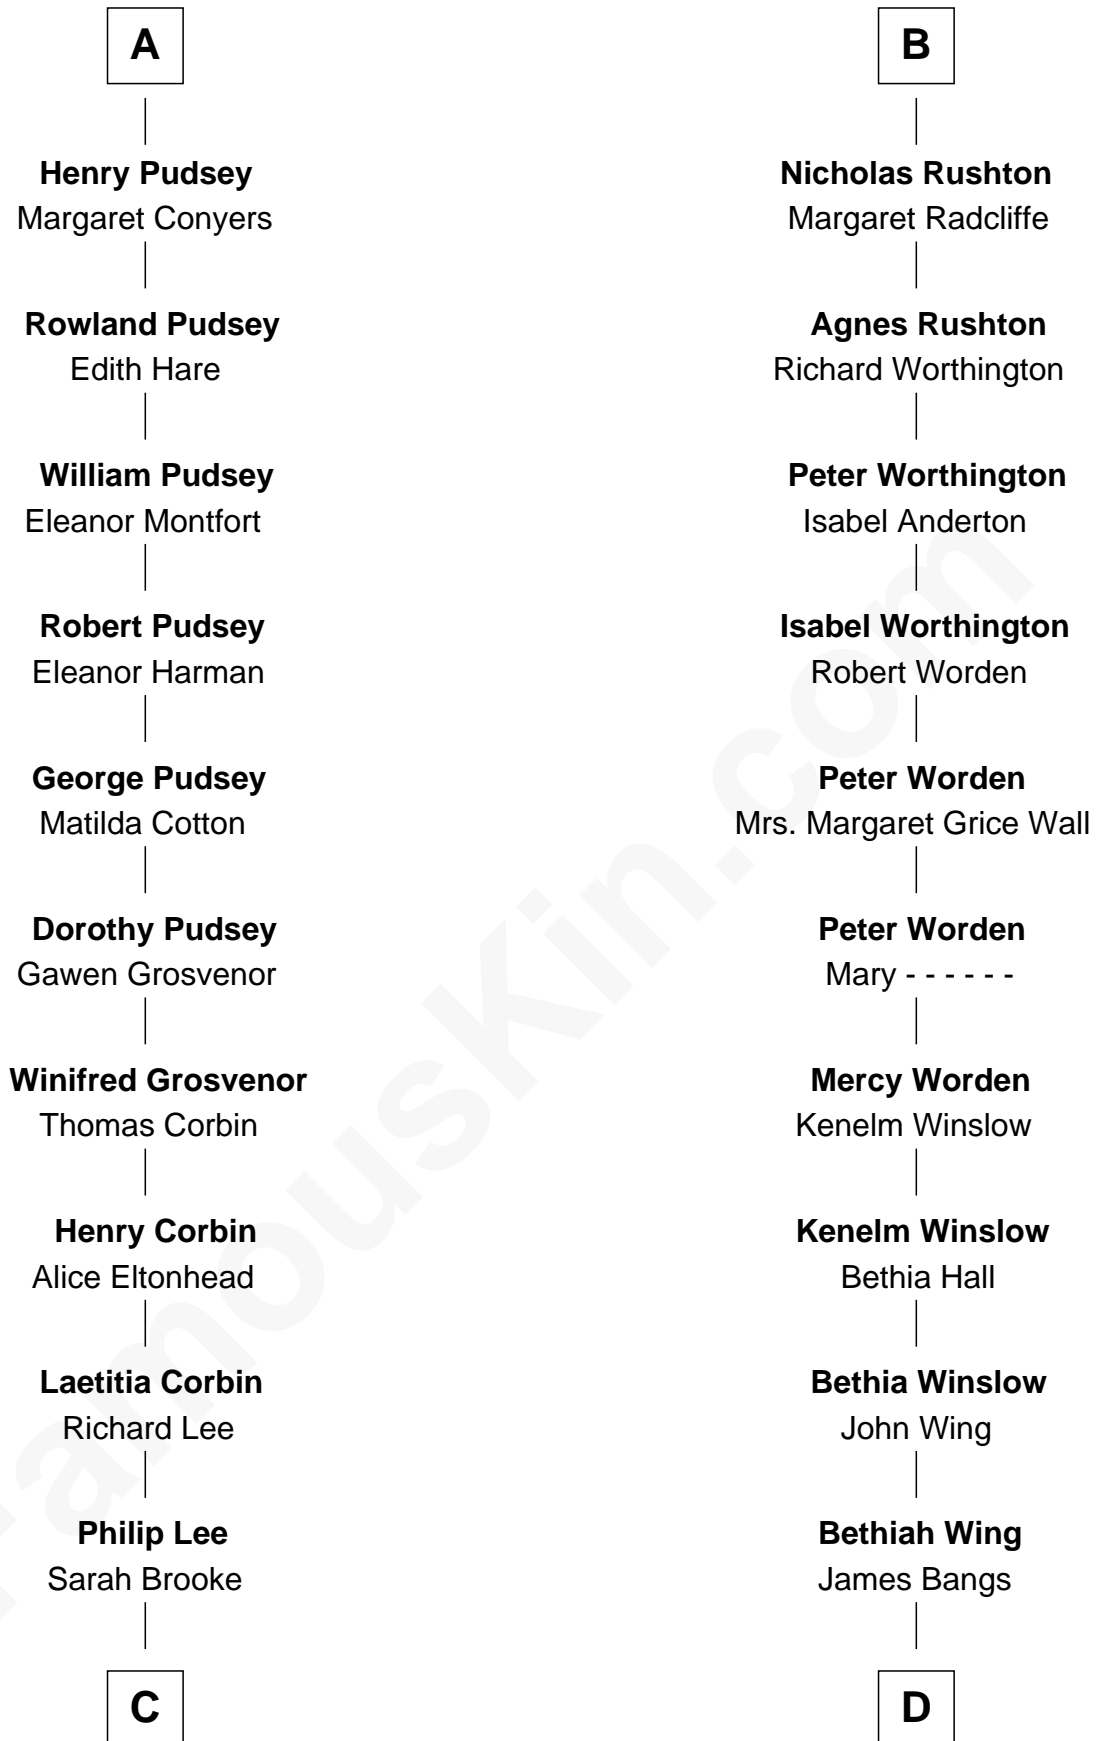 A
Henry Pudsey
Margaret Conyers
Rowland Pudsey
Edith Hare
William Pudsey
Eleanor Montfort
Robert Pudsey
Eleanor Harman
George Pudsey
Matilda Cotton
Dorothy Pudsey
Gawen Grosvenor
Winifred Grosvenor
Thomas Corbin
Henry Corbin
Alice Eltonhead
Laetitia Corbin
Richard Lee
Philip Lee
Sarah Brooke
C
B
Nicholas Rushton
Margaret Radcliffe
Agnes Rushton
Richard Worthington
Peter Worthington
Isabel Anderton
Isabel Worthington
Robert Worden
Peter Worden
Mrs. Margaret Grice Wall
Peter Worden
Mary - - - - - -
Mercy Worden
Kenelm Winslow
Kenelm Winslow
Bethia Hall
Bethia Winslow
John Wing
Bethiah Wing
James Bangs
D
FamousKin.com